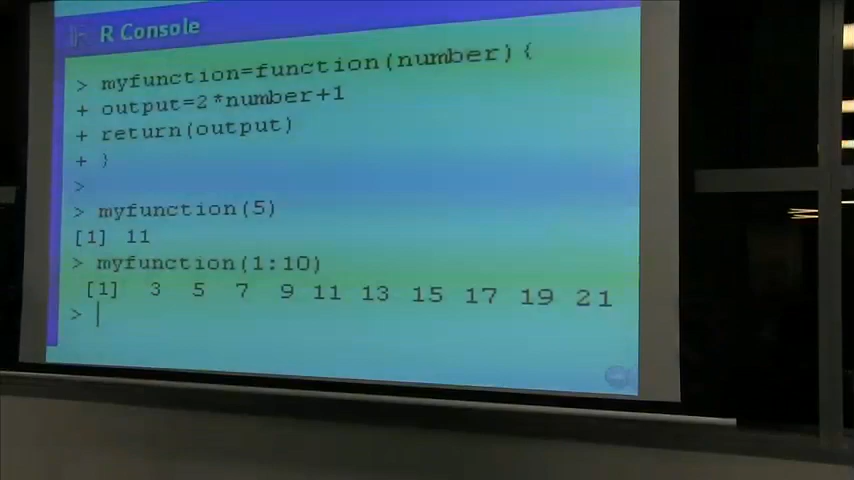 R Console
> myfunction=function(number){
+ output=2*number+1
+ return(output)
+ }
>
> myfunction(5)
[1] 11
> myfunction(1:10)
[1] 3 5 7 9 11 13 15 17 19 21
>